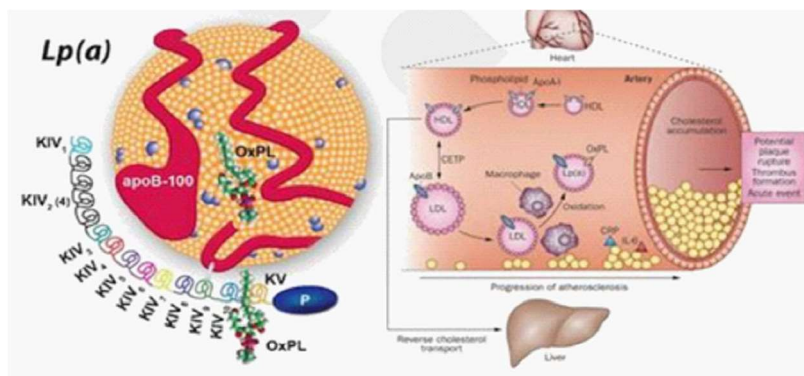 Lp(a)
KIV1
KIV2 (4)
KIV3
KIV4
KIV5
KIV6
KIV7
KIV8
KIV9
KIV10
apoB-100
OxPL
KV
P
OxPL
Heart
Phospholipid
ApoA-I
Artery
HDL
HDL
HDL
Cholesterol
accumulation
Potential
plaque
rupture
Thrombus
formation
Acute event
CETP
OxPL
ApoB
Macrophage
Lp(a)
LDL
Oxidation
LDL
CRP
IL-6
Progression of atherosclerosis
Reverse cholesterol
transport
Liver